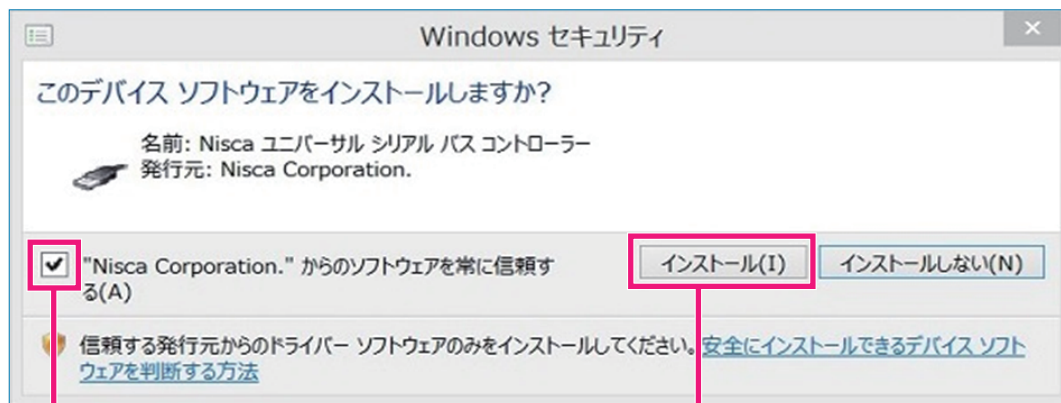 Windows セキュリティ
このデバイス ソフトウェアをインストールしますか?
名前: Nisca ユニバーサル シリアル バス コントローラー
発行元: Nisca Corporation.
"Nisca Corporation." からのソフトウェアを常に信頼す
る(A)
インストール(I)
インストールしない(N)
信頼する発行元からのドライバー ソフトウェアのみをインストールしてください。安全にインストールできるデバイス ソフト
ウェアを判断する方法